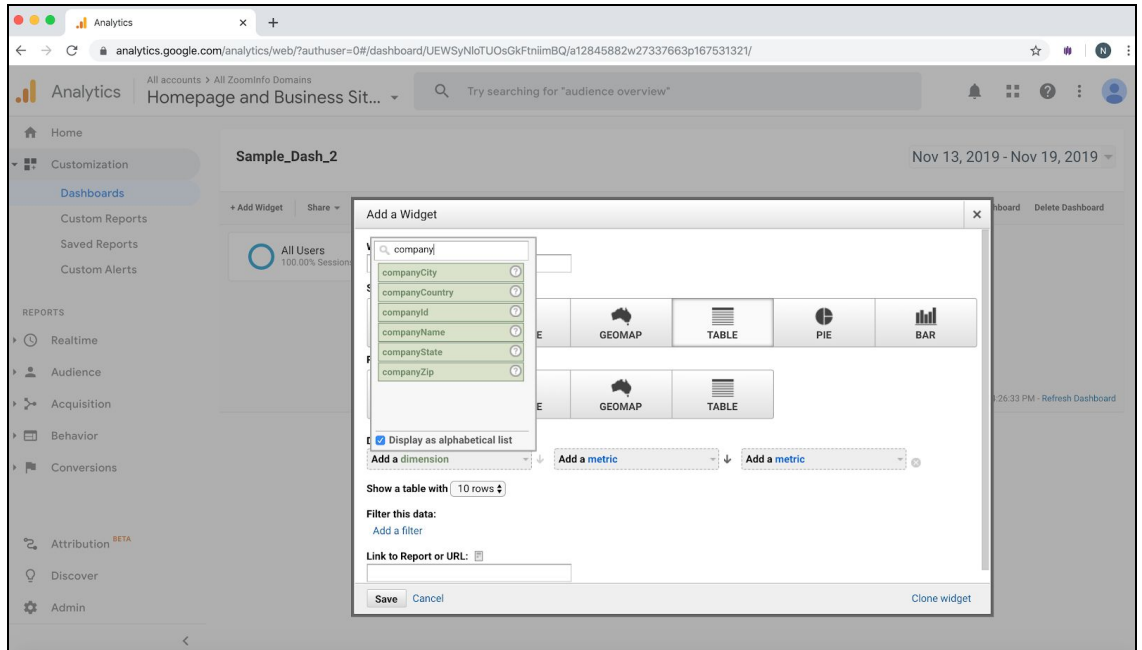 Analytics
analytics.google.com/analytics/web/?authuser=0#/dashboard/UEWSyNloTUOsGkFtniimBQ/a12845882w27337663p167531321/
N
Analytics
All accounts > All ZoomInfo Domains
Homepage and Business Sit...
Try searching for "audience overview"
Home
Customization
Dashboards
Custom Reports
Saved Reports
Custom Alerts
REPORTS
Realtime
Audience
Acquisition
Behavior
Conversions
Attribution BETA
Discover
Admin
Sample_Dash_2
Nov 13, 2019 - Nov 19, 2019
+ Add Widget
Share
Delete Dashboard
All Users
100.00% Session
:26:33 PM - Refresh Dashboard
Add a Widget
company
companyCity
companyCountry
companyId
companyName
companyState
companyZip
Display as alphabetical list
E
GEOMAP
TABLE
PIE
BAR
E
GEOMAP
TABLE
Add a dimension
Add a metric
Add a metric
Show a table with 10 rows
Filter this data:
Add a filter
Link to Report or URL:
Save
Cancel
Clone widget